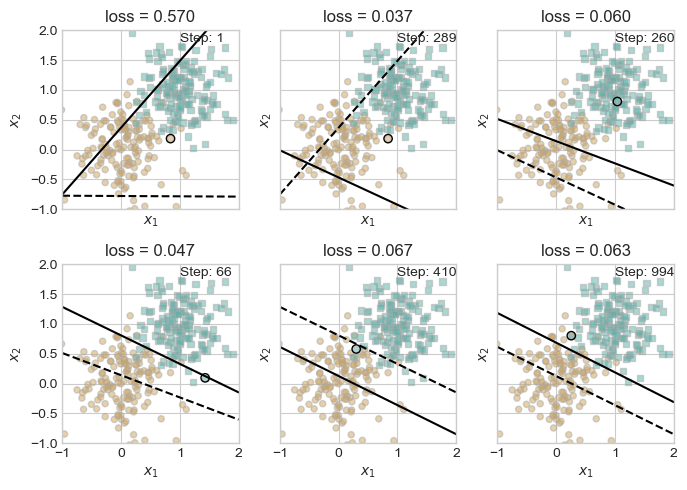 loss = 0.570
loss = 0.037
loss = 0.060
Step: 1
Step: 289
Step: 260
2.0
1.5
1.0
0.5
0.0
−0.5
−1.0
x2
x2
x2
x1
x1
x1
loss = 0.047
loss = 0.067
loss = 0.063
Step: 66
Step: 410
Step: 994
2.0
1.5
1.0
0.5
0.0
−0.5
−1.0
x2
x2
x2
−1 0 1 2
−1 0 1 2
−1 0 1 2
x1
x1
x1